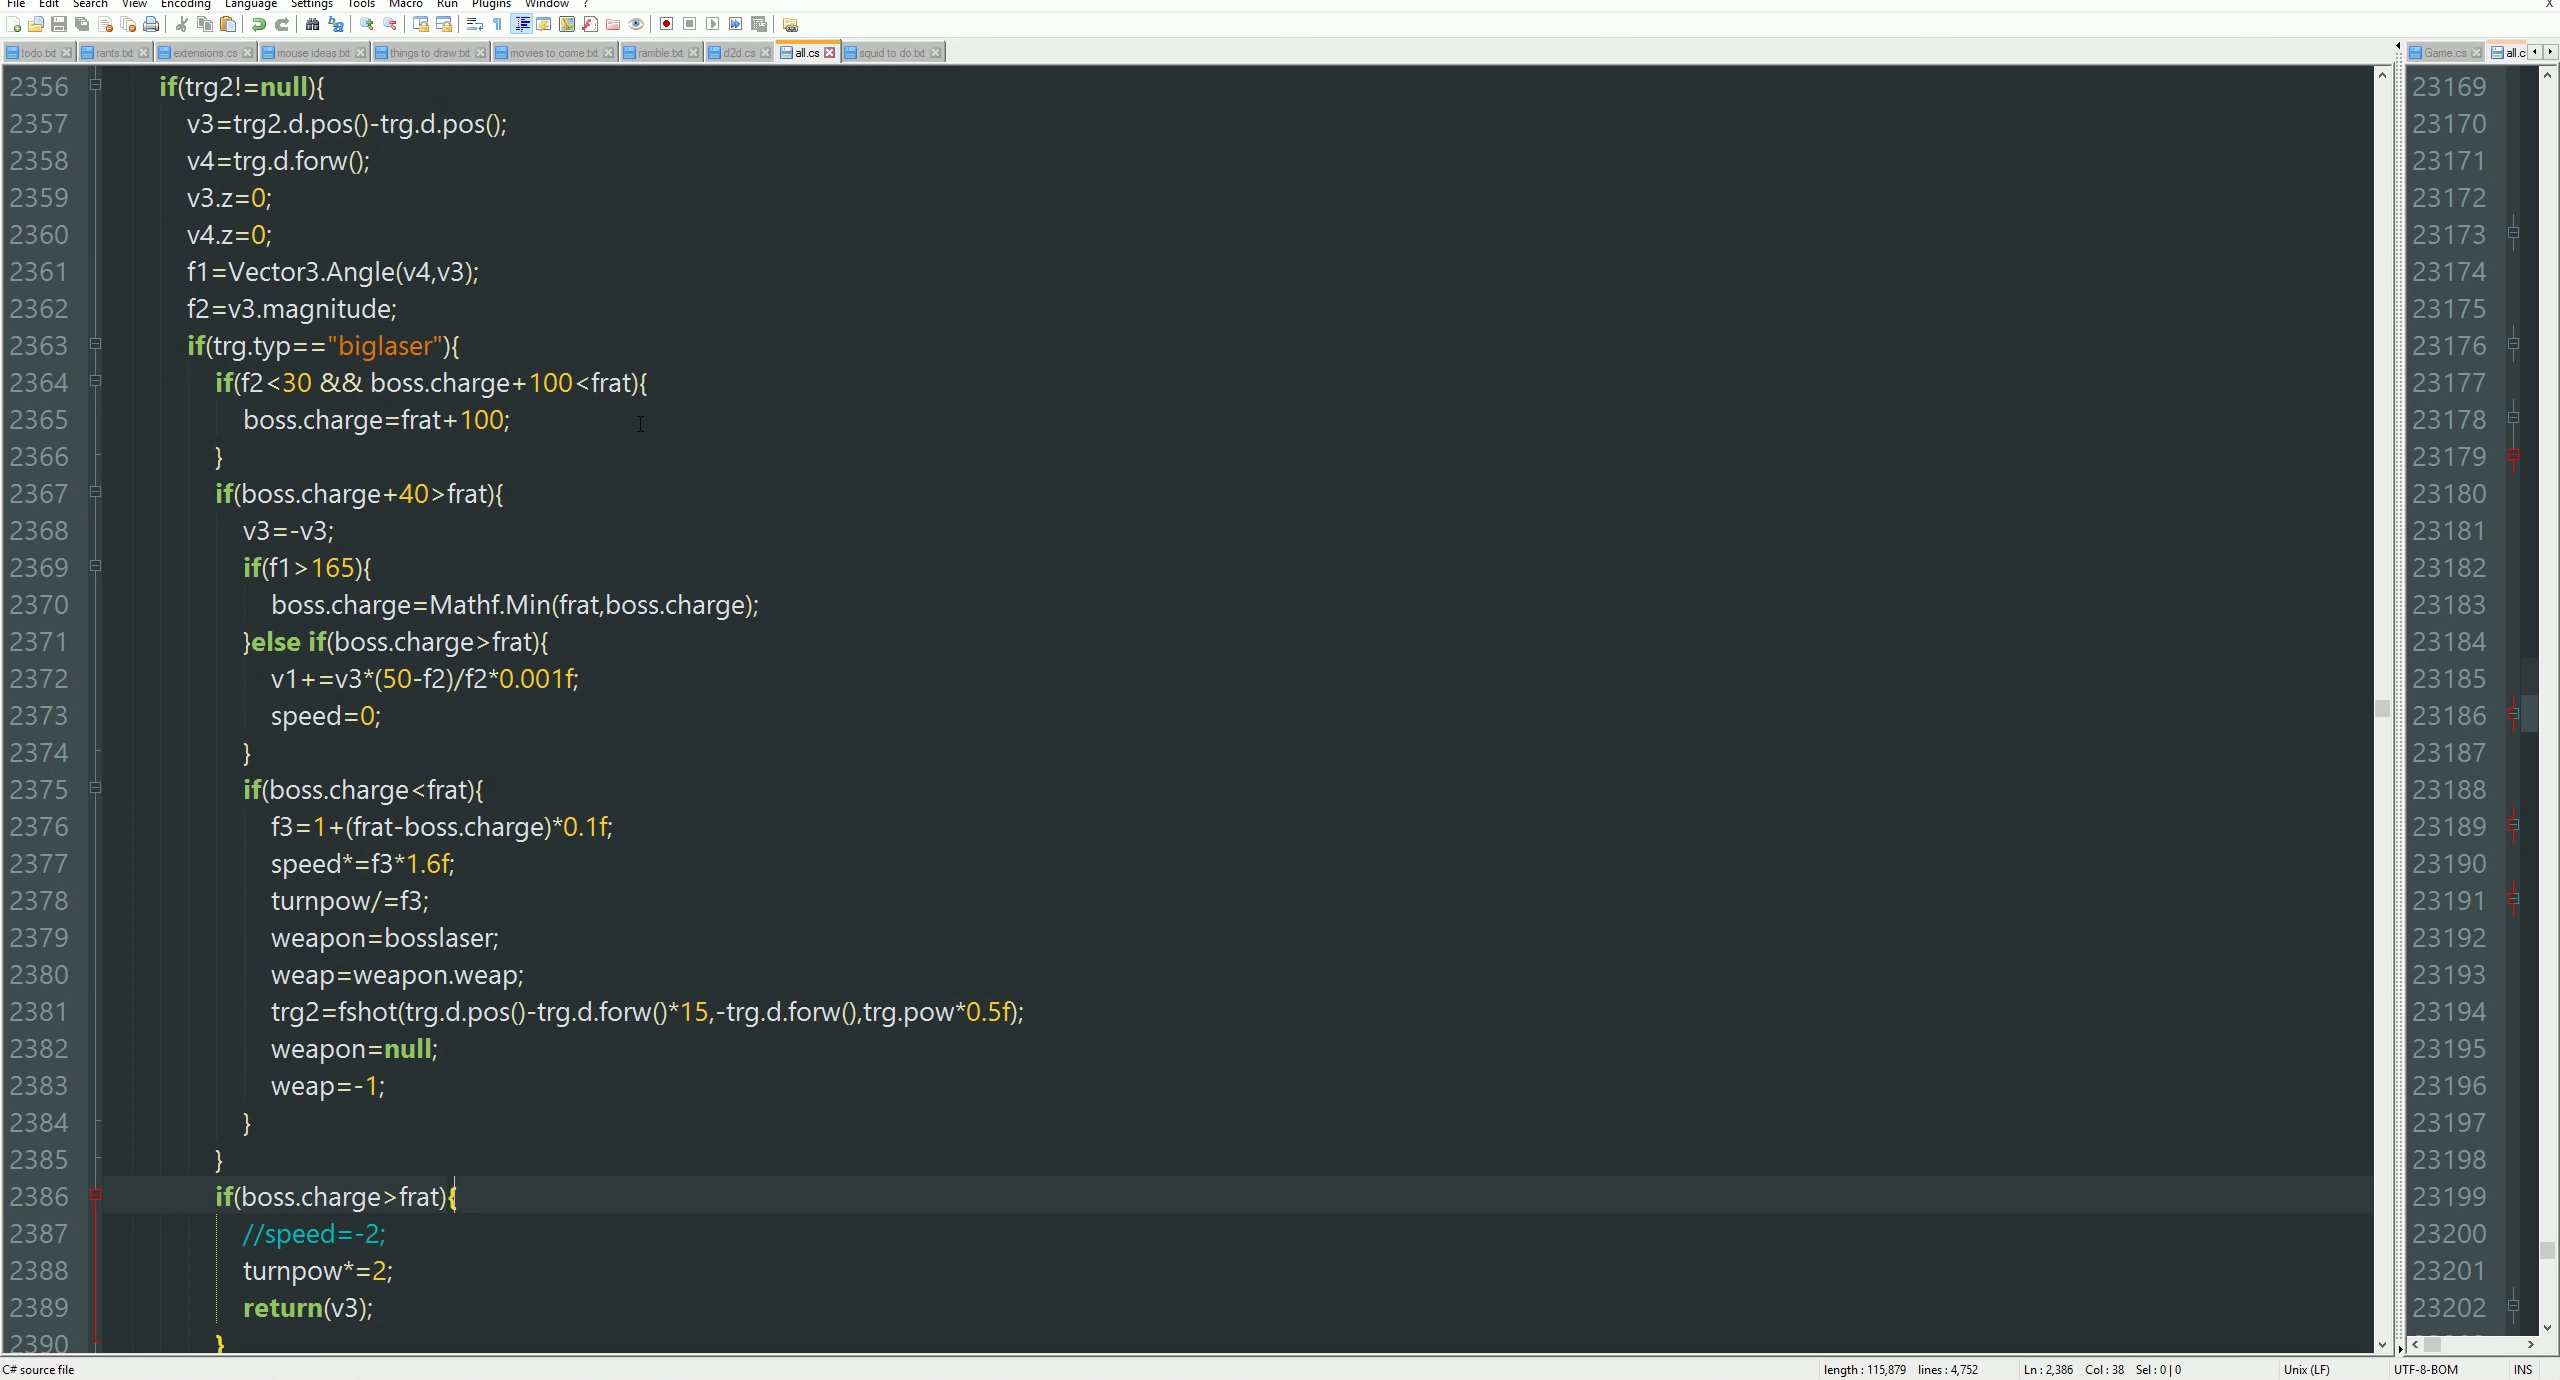 File Edit Search View Encoding Language Settings Tools Macro Run Plugins Window ? X
todo.txt rants.txt extensions.cs mouse ideas.txt things to draw.txt movies to come.txt ramble.txt d2d.cs all.cs squid to do.txt Game.cs all.c
2356 if(trg2!=null){
2357 v3=trg2.d.pos()-trg.d.pos();
2358 v4=trg.d.forw();
2359 v3.z=0;
2360 v4.z=0;
2361 f1=Vector3.Angle(v4,v3);
2362 f2=v3.magnitude;
2363 if(trg.typ=="biglaser"){
2364 if(f2<30 && boss.charge+100<frat){
2365 boss.charge=frat+100;
2366 }
2367 if(boss.charge+40>frat){
2368 v3=-v3;
2369 if(f1>165){
2370 boss.charge=Mathf.Min(frat,boss.charge);
2371 }else if(boss.charge>frat){
2372 v1+=v3*(50-f2)/f2*0.001f;
2373 speed=0;
2374 }
2375 if(boss.charge<frat){
2376 f3=1+(frat-boss.charge)*0.1f;
2377 speed*=f3*1.6f;
2378 turnpow/=f3;
2379 weapon=bosslaser;
2380 weap=weapon.weap;
2381 trg2=fshot(trg.d.pos()-trg.d.forw()*15,-trg.d.forw(),trg.pow*0.5f);
2382 weapon=null;
2383 weap=-1;
2384 }
2385 }
2386 if(boss.charge>frat){
2387 //speed=-2;
2388 turnpow*=2;
2389 return(v3);
2390 }
23169
23170
23171
23172
23173
23174
23175
23176
23177
23178
23179
23180
23181
23182
23183
23184
23185
23186
23187
23188
23189
23190
23191
23192
23193
23194
23195
23196
23197
23198
23199
23200
23201
23202
C# source file length : 115,879 lines : 4,752 Ln : 2,386 Col : 38 Sel : 0 | 0 Unix (LF) UTF-8-BOM INS